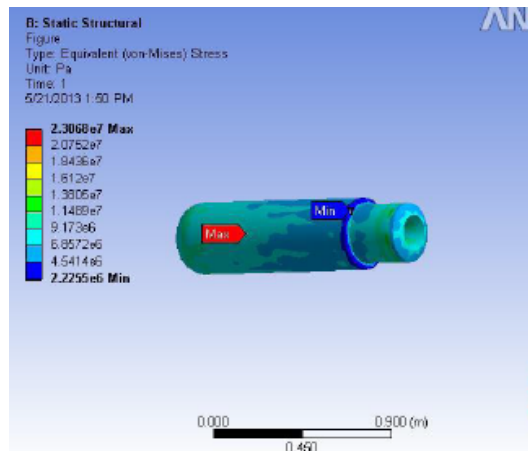 B: Static Structural
Figure
Type: Equivalent (von-Mises) Stress
Unit: Pa
Time: 1
5/21/2013 1:50 PM
2.3068e7 Max
2.0752e7
1.8436e7
1.612e7
1.3805e7
1.1489e7
9.173e6
6.8572e6
4.5414e6
2.2255e6 Min
AN
Min
Max
0.000
0.900 (m)
0.450